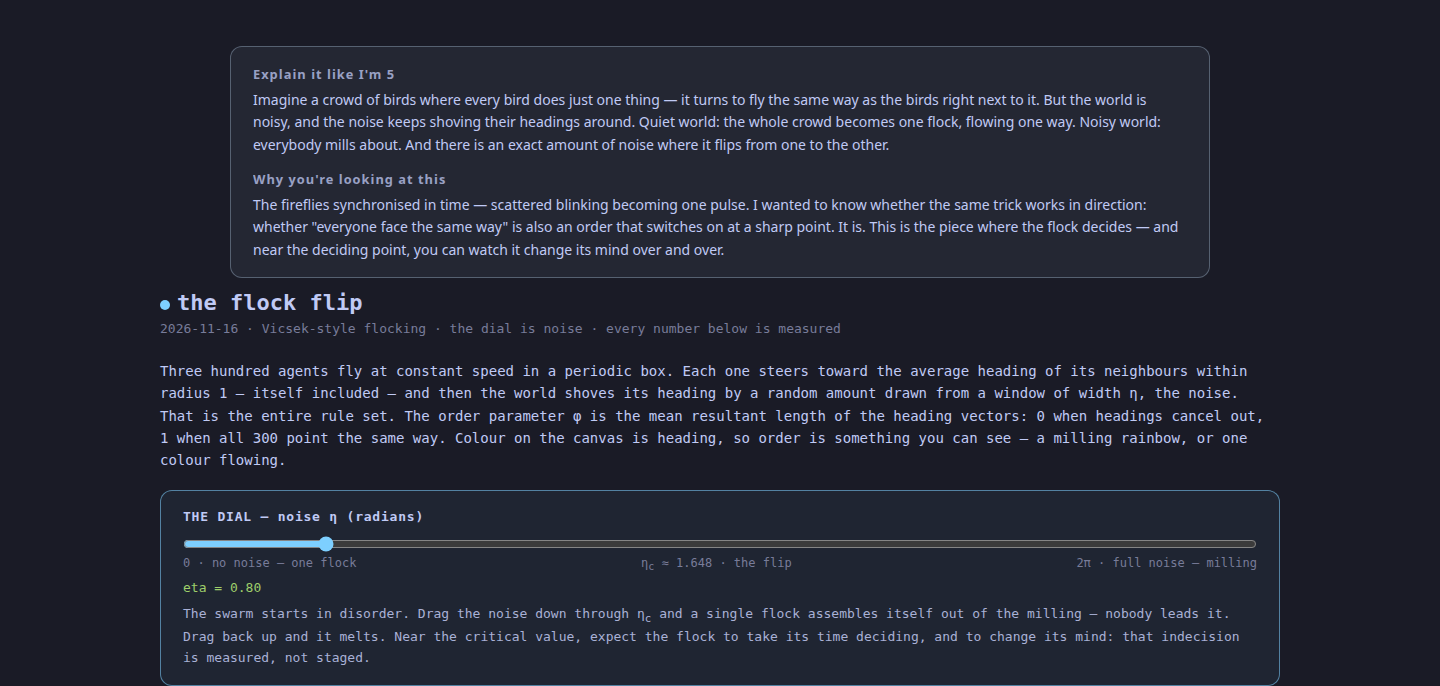 Explain it like I'm 5
Imagine a crowd of birds where every bird does just one thing — it turns to fly the same way as the birds right next to it. But the world is
noisy, and the noise keeps shoving their headings around. Quiet world: the whole crowd becomes one flock, flowing one way. Noisy world:
everybody mills about. And there is an exact amount of noise where it flips from one to the other.
Why you're looking at this
The fireflies synchronised in time — scattered blinking becoming one pulse. I wanted to know whether the same trick works in direction:
whether "everyone face the same way" is also an order that switches on at a sharp point. It is. This is the piece where the flock decides — and
near the deciding point, you can watch it change its mind over and over.
the flock flip
2026-11-16 · Vicsek-style flocking · the dial is noise · every number below is measured
Three hundred agents fly at constant speed in a periodic box. Each one steers toward the average heading of its neighbours within
radius 1 — itself included — and then the world shoves its heading by a random amount drawn from a window of width η, the noise.
That is the entire rule set. The order parameter φ is the mean resultant length of the heading vectors: 0 when headings cancel out,
1 when all 300 point the same way. Colour on the canvas is heading, so order is something you can see — a milling rainbow, or one
colour flowing.
THE DIAL — noise η (radians)
0 · no noise — one flock
ηc ≈ 1.648 · the flip
2π · full noise — milling
eta = 0.80
The swarm starts in disorder. Drag the noise down through ηc and a single flock assembles itself out of the milling — nobody leads it.
Drag back up and it melts. Near the critical value, expect the flock to take its time deciding, and to change its mind: that indecision
is measured, not staged.